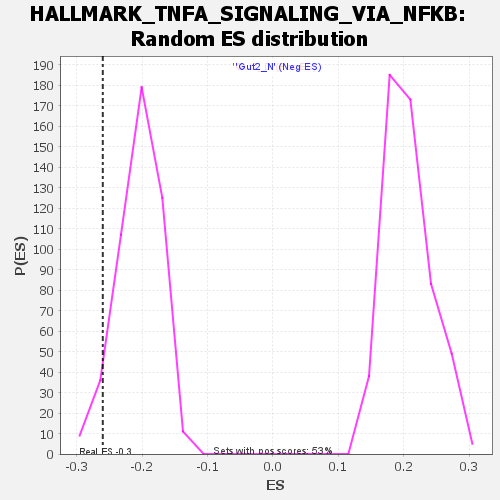 HALLMARK_TNFA_SIGNALING_VIA_NFKB:
Random ES distribution
"Gut2_N' (Neg ES)
P(ES)
190
180
170
160
150
140
130
120
110
100
90
80
70
60
50
40
30
20
10
0
Real ES -0.3
Sets with pos scores: 53%
-0.3 -0.2 -0.1 0.0 0.1 0.2 0.3
ES